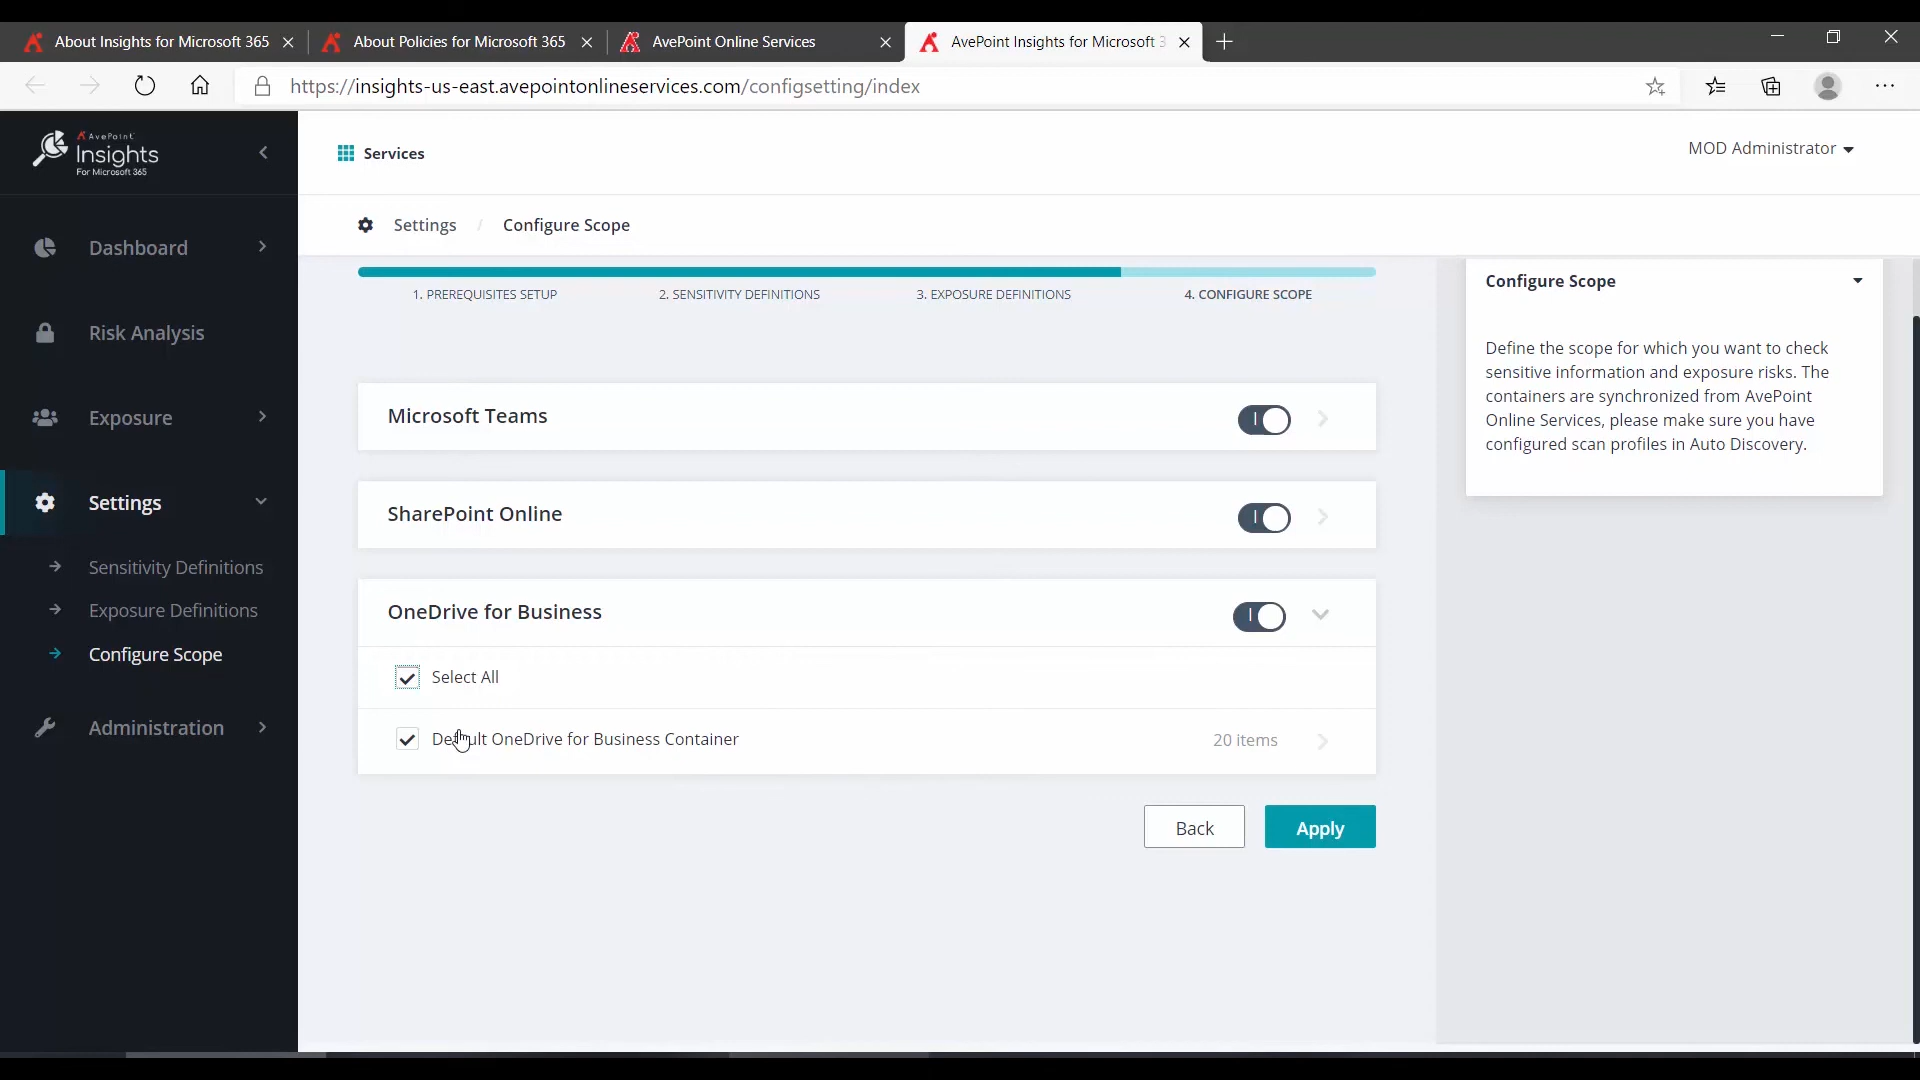 About Insights for Microsoft 365
About Policies for Microsoft 365
AvePoint Online Services
AvePoint Insights for Microsoft 3
https://insights-us-east.avepointonlineservices.com/configsetting/index
AvePoint
Insights
For Microsoft 365
Services
MOD Administrator
Settings / Configure Scope
Dashboard
Risk Analysis
Exposure
Settings
Sensitivity Definitions
Exposure Definitions
Configure Scope
Administration
1. PREREQUISITES SETUP
2. SENSITIVITY DEFINITIONS
3. EXPOSURE DEFINITIONS
4. CONFIGURE SCOPE
Microsoft Teams
SharePoint Online
OneDrive for Business
Select All
Default OneDrive for Business Container
20 items
Back
Apply
Configure Scope
Define the scope for which you want to check
sensitive information and exposure risks. The
containers are synchronized from AvePoint
Online Services, please make sure you have
configured scan profiles in Auto Discovery.